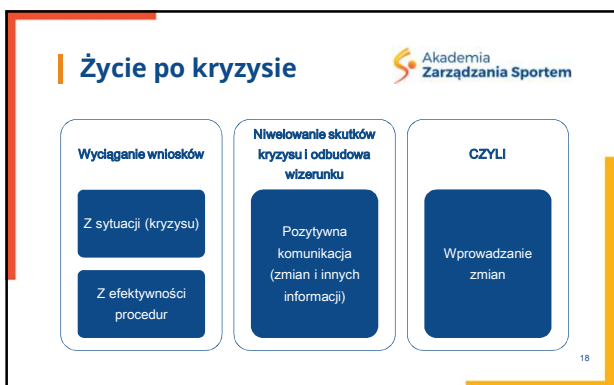 Życie po kryzysie
Akademia
Zarządzania Sportem
Wyciąganie wniosków
Z sytuacji (kryzysu)
Z efektywności
procedur
Niwelowanie skutków
kryzysu i odbudowa
wizerunku
Pozytywna
komunikacja
(zmian i innych
informacji)
CZYLI
Wprowadzanie
zmian
18